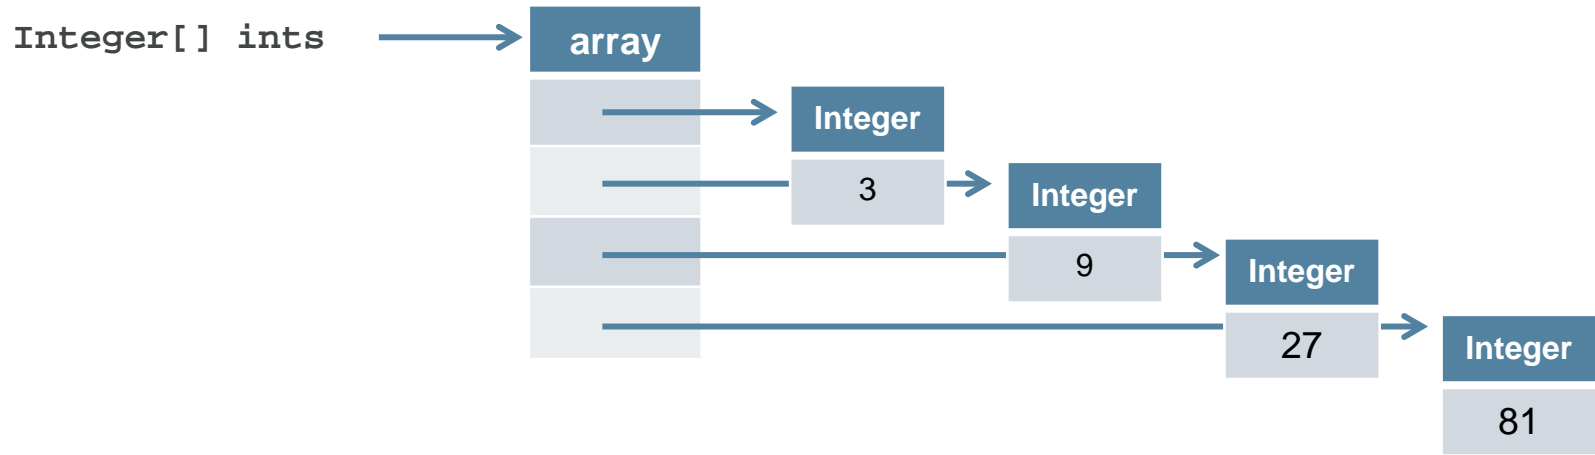 Integer[] ints
array
Integer
3
Integer
9
Integer
27
Integer
81